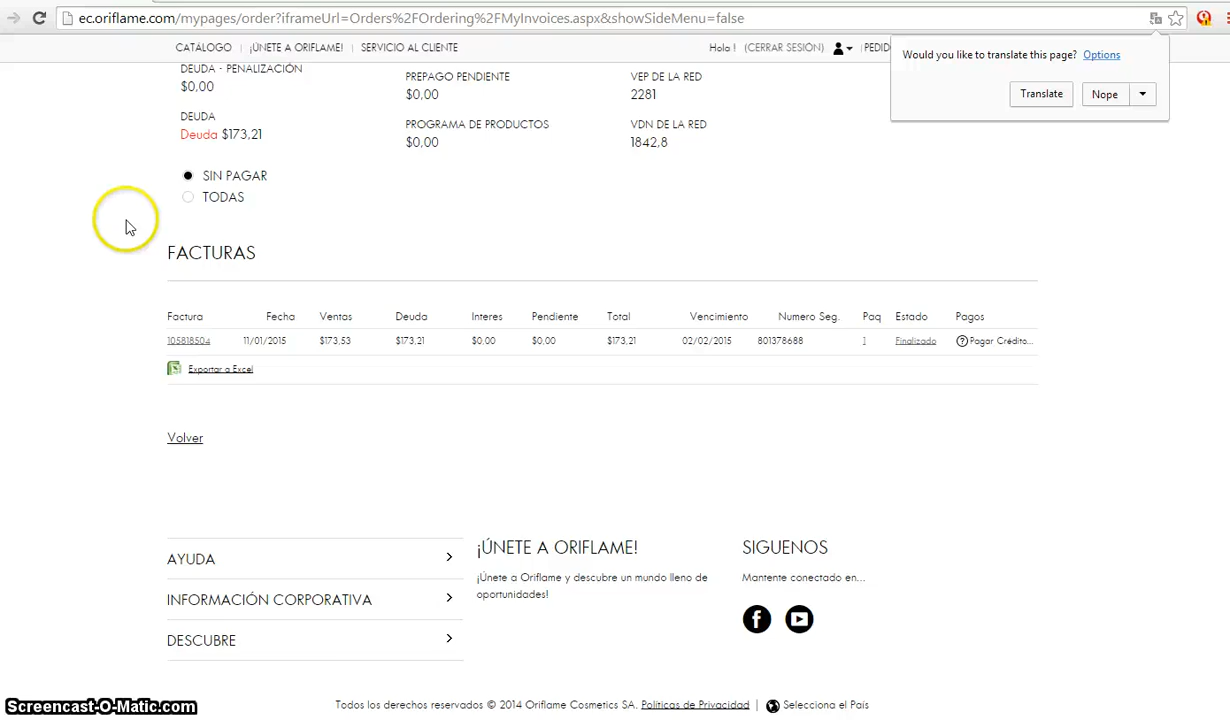 ec.oriflame.com/mypages/order?iframeUrl=Orders%2FOrdering%2FMyInvoices.aspx&showSideMenu=false
CATÁLOGO | ¡ÚNETE A ORIFLAME! | SERVICIO AL CLIENTE Hola ! (CERRAR SESIÓN) PEDID
Would you like to translate this page? Options
Translate Nope
DEUDA - PENALIZACIÓN
$0,00
PREPAGO PENDIENTE
$0,00
VEP DE LA RED
2281
DEUDA
Deuda $173,21
PROGRAMA DE PRODUCTOS
$0,00
VDN DE LA RED
1842,8
SIN PAGAR
TODAS
FACTURAS
Factura Fecha Ventas Deuda Interes Pendiente Total Vencimiento Numero Seg. Paq Estado Pagos
105818504 11/01/2015 $173,53 $173,21 $0,00 $0,00 $173,21 02/02/2015 801378688 1 Finalizado Pagar Crédito...
Exportar a Excel
Volver
AYUDA
INFORMACIÓN CORPORATIVA
DESCUBRE
¡ÚNETE A ORIFLAME!
¡Únete a Oriflame y descubre un mundo lleno de
oportunidades!
SIGUENOS
Mantente conectado en...
Todos los derechos reservados © 2014 Oriflame Cosmetics SA. Políticas de Privacidad | Selecciona el País
Screencast-O-Matic.com